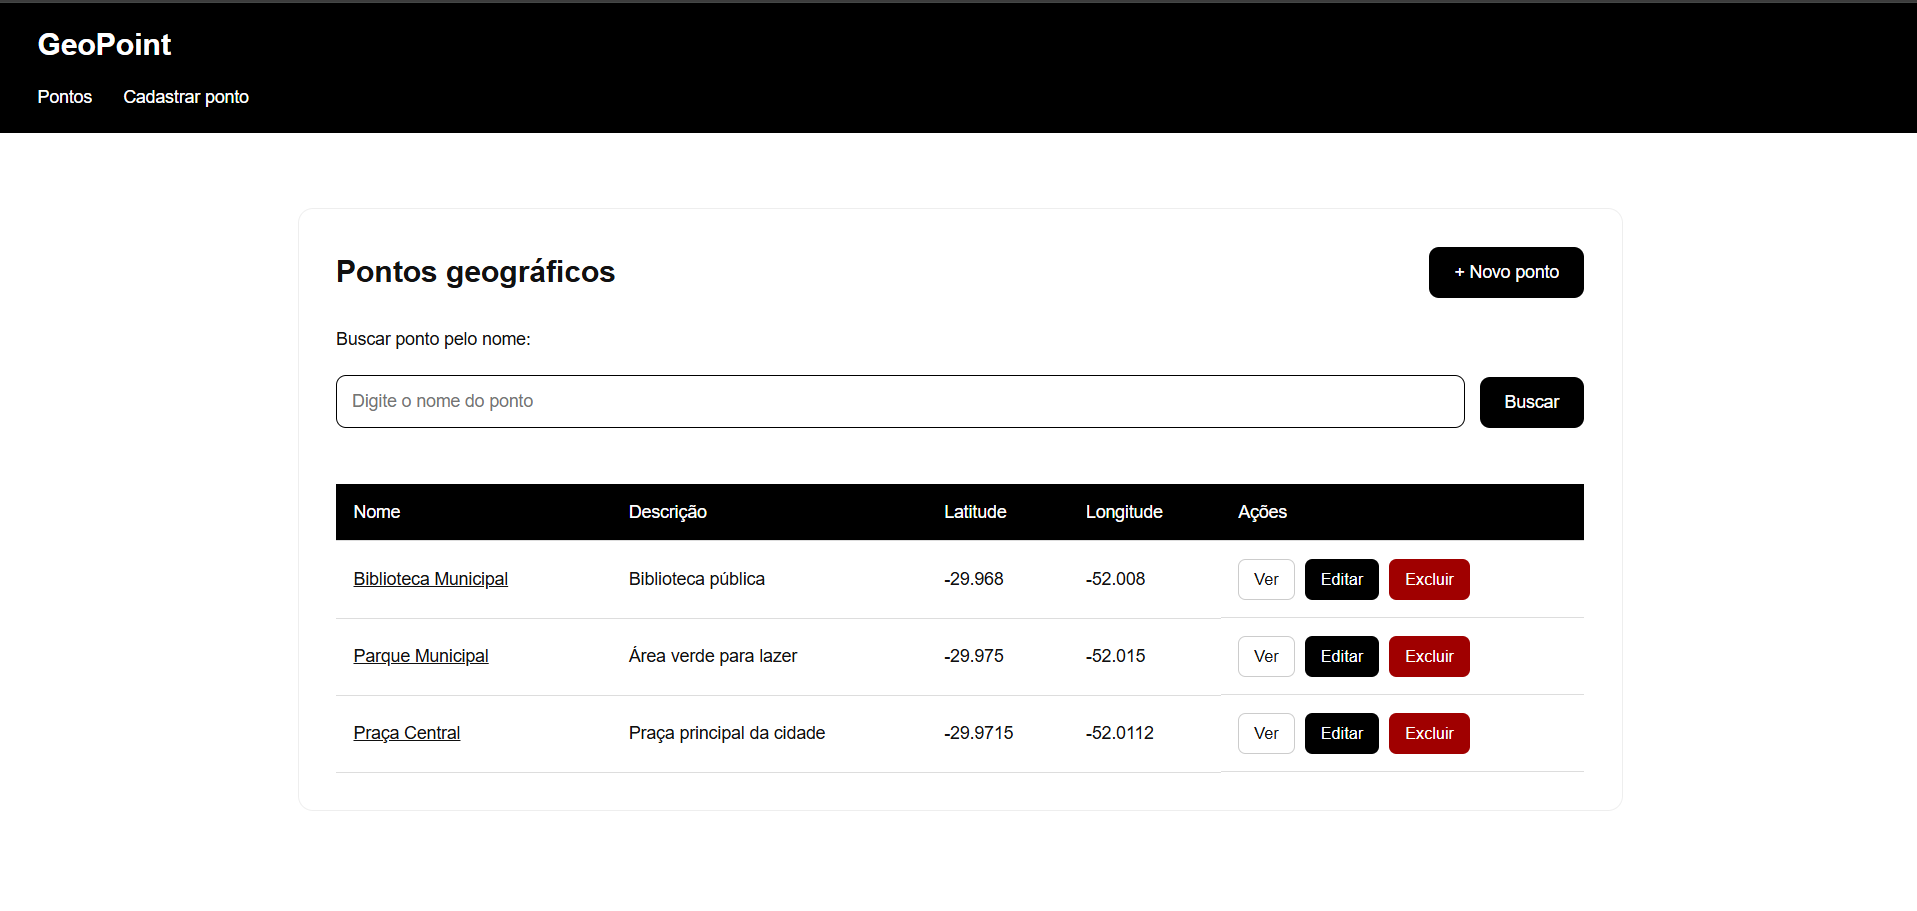 GeoPoint
Pontos Cadastrar ponto
Pontos geográficos + Novo ponto
Buscar ponto pelo nome:
Digite o nome do ponto Buscar
Nome Descrição Latitude Longitude Ações
Biblioteca Municipal Biblioteca pública -29.968 -52.008 Ver Editar Excluir
Parque Municipal Área verde para lazer -29.975 -52.015 Ver Editar Excluir
Praça Central Praça principal da cidade -29.9715 -52.0112 Ver Editar Excluir